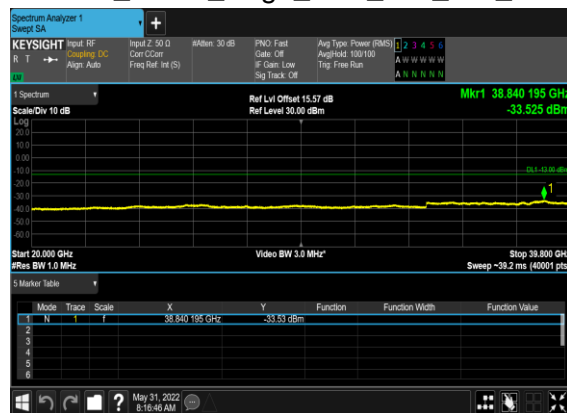 Spectrum Analyzer 1
Swept SA
+
KEYSIGHT Input: RF Input Z: 50 Ω #Atten: 30 dB PNO: Fast Avg Type: Power (RMS) 1 2 3 4 5 6
R T Coupling: DC Corr CCorr Gate: Off Avg|Hold: 100/100 A W W W W W
Align: Auto Freq Ref: Int (S) IF Gain: Low Trig: Free Run
Sig Track: Off A N N N N N
1 Spectrum Ref Lvl Offset 15.57 dB Mkr1 38.840 195 GHz
Scale/Div 10 dB Ref Level 30.00 dBm -33.525 dBm
Log
20.0
10.0
0.00
-10.0
DL1 -13.00 dBm
-20.0
1
-30.0
-40.0
-50.0
-60.0
Start 20.000 GHz Video BW 3.0 MHz* Stop 39.800 GHz
#Res BW 1.0 MHz Sweep ~39.2 ms (40001 pts)
5 Marker Table
Mode Trace Scale X Y Function Function Width Function Value
1 N 1 f 38.840 195 GHz -33.53 dBm
2
3
4
5
6
? May 31, 2022
8:16:46 AM